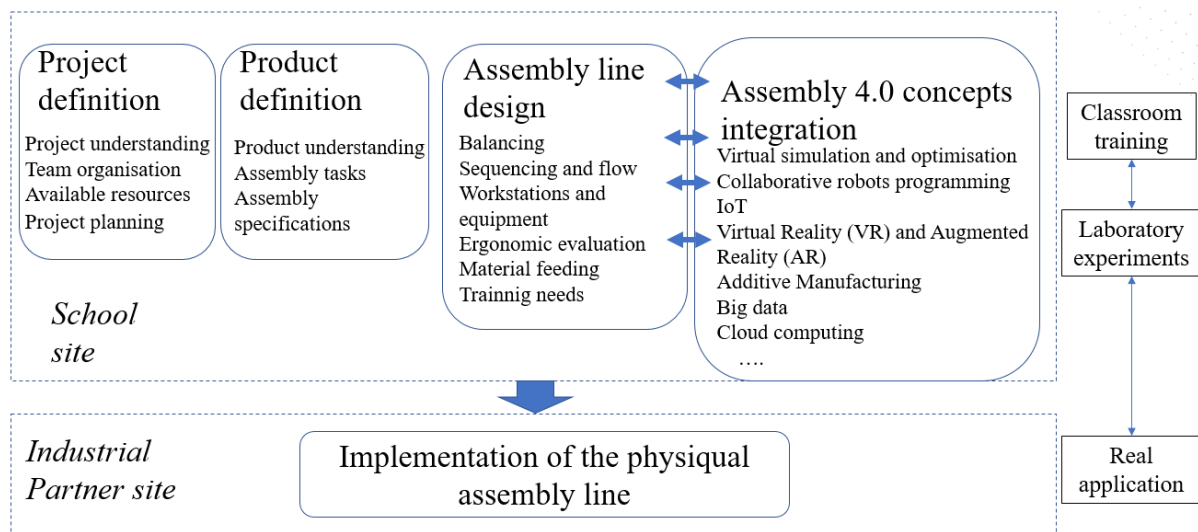 Project
definition
Project understanding
Team organisation
Available resources
Project planning
Product
definition
Product understanding
Assembly tasks
Assembly
specifications
Assembly line
design
Balancing
Sequencing and flow
Workstations and
equipment
Ergonomic evaluation
Material feeding
Trainnig needs
Assembly 4.0 concepts
integration
Virtual simulation and optimisation
Collaborative robots programming
IoT
Virtual Reality (VR) and Augmented
Reality (AR)
Additive Manufacturing
Big data
Cloud computing
….
School
site
Industrial
Partner site
Implementation of the physiqual
assembly line
Classroom
training
Laboratory
experiments
Real
application